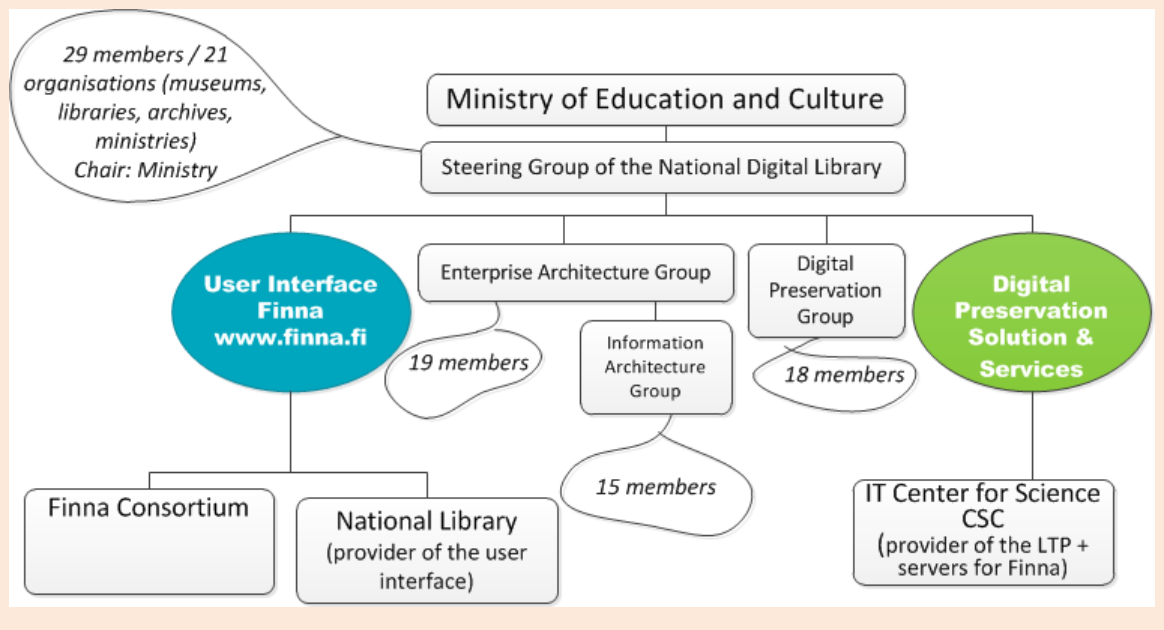 29 members / 21
organisations (museums,
libraries, archives,
ministries)
Chair: Ministry
Ministry of Education and Culture
Steering Group of the National Digital Library
User Interface
Finna
www.finna.fi
Enterprise Architecture Group
19 members
Information
Architecture
Group
15 members
Digital
Preservation
Group
18 members
Digital
Preservation
Solution &
Services
Finna Consortium
National Library
(provider of the user
interface)
IT Center for Science
CSC
(provider of the LTP +
servers for Finna)